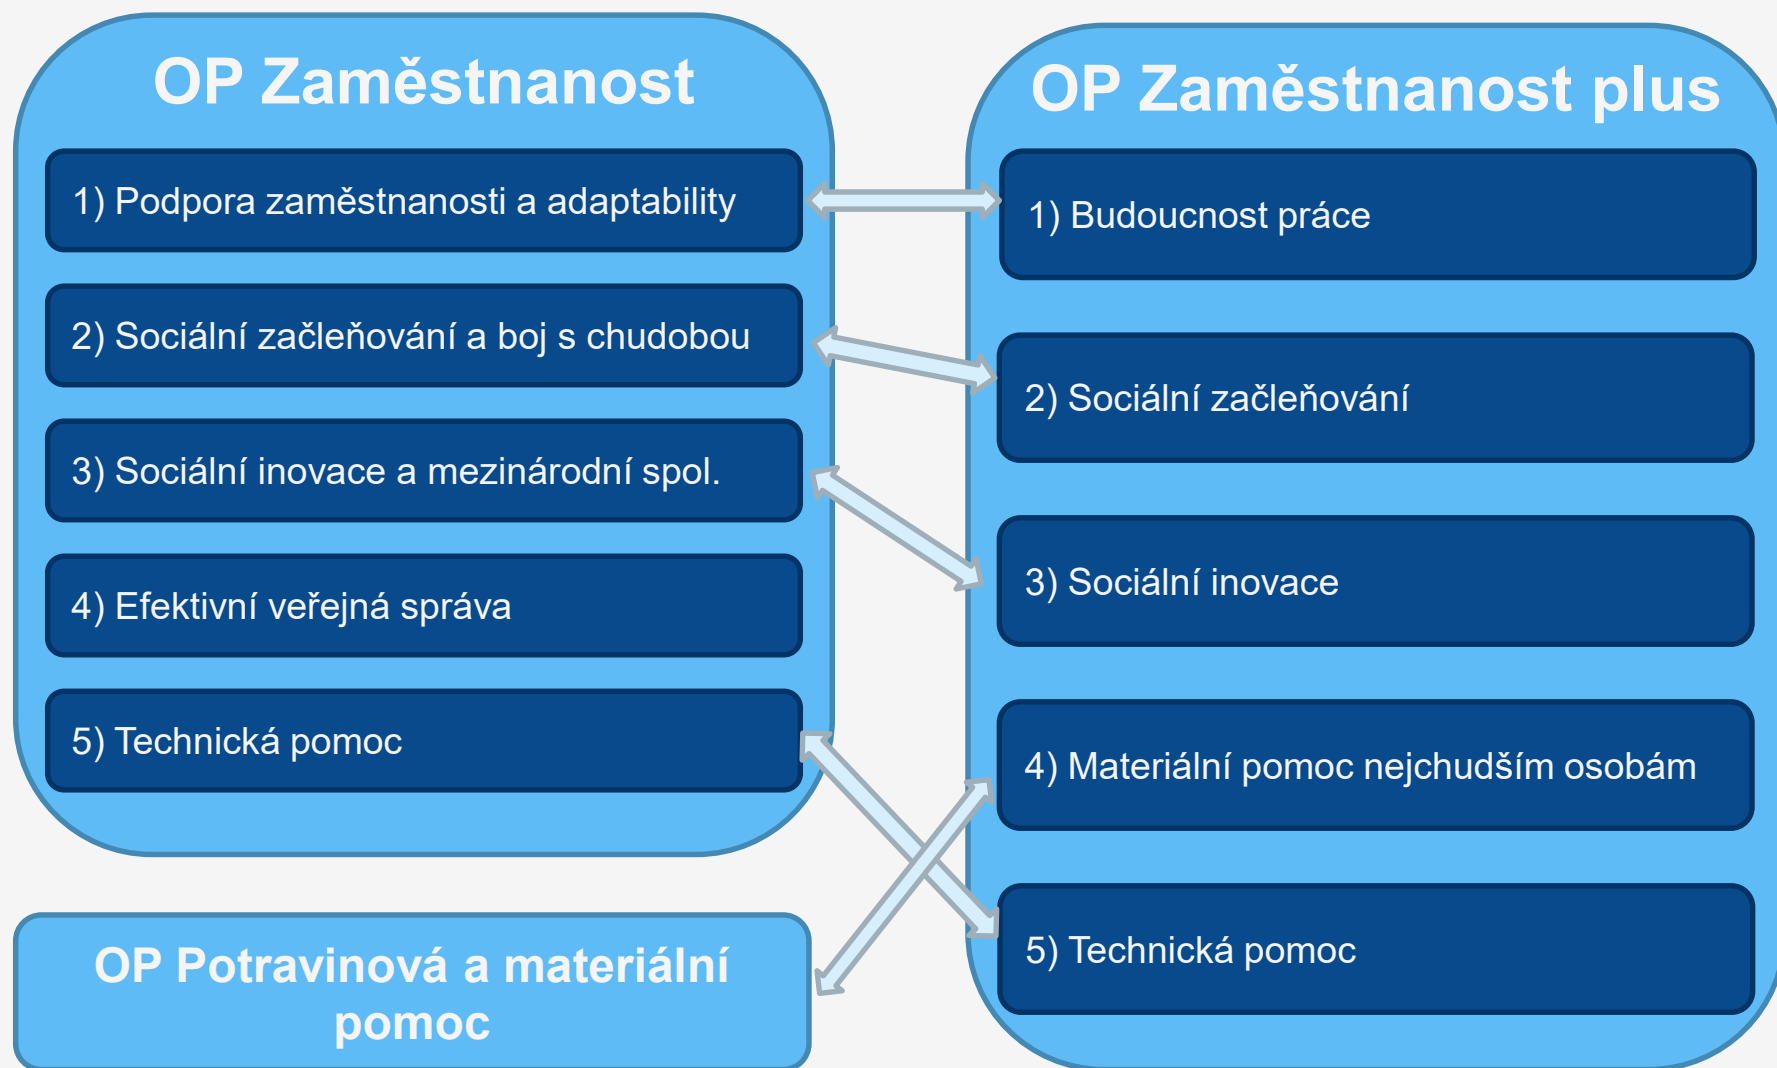 OP Zaměstnanost
1) Podpora zaměstnanosti a adaptability
2) Sociální začleňování a boj s chudobou
3) Sociální inovace a mezinárodní spol.
4) Efektivní veřejná správa
5) Technická pomoc
OP Potravinová a materiální
pomoc
OP Zaměstnanost plus
1) Budoucnost práce
2) Sociální začleňování
3) Sociální inovace
4) Materiální pomoc nejchudším osobám
5) Technická pomoc